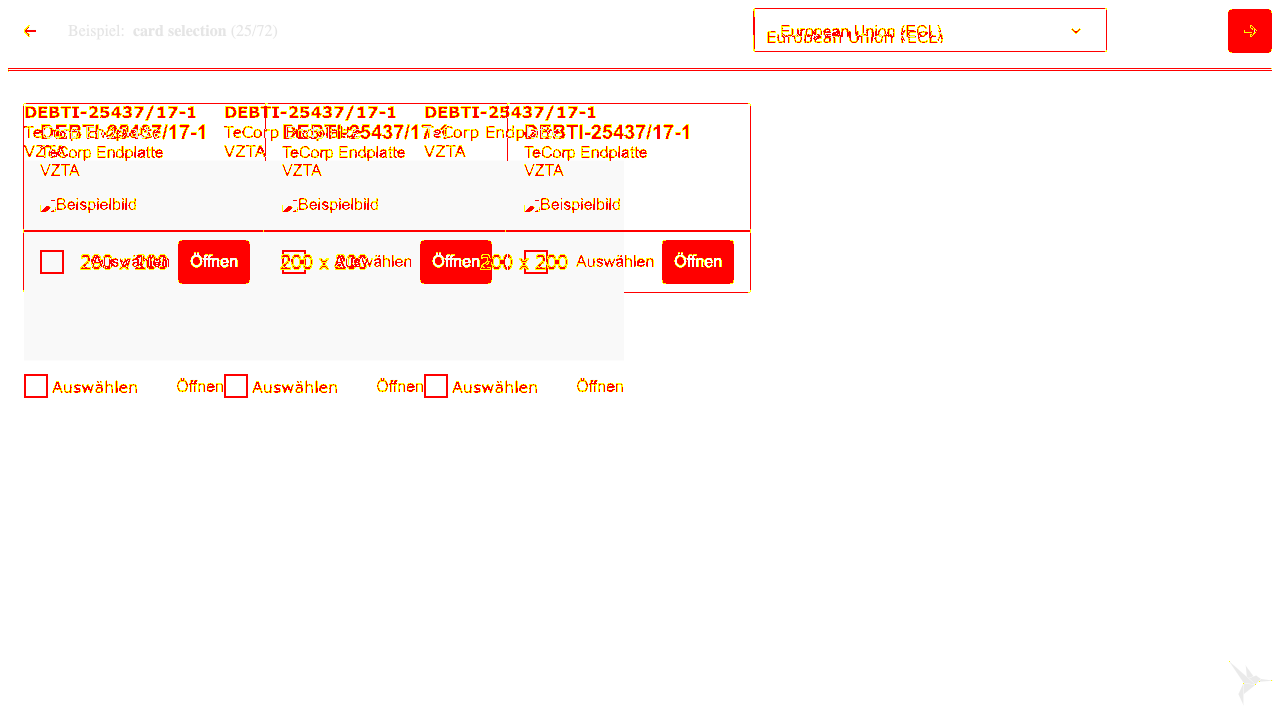 Beispiel: card selection (25/72)
European Union (ECL)
European Union (ECL)
DEBTI-25437/17-1 DEBTI-25437/17-1 DEBTI-25437/17-1
DEBTI-25437/17-1 DEBTI-25437/17-1 DEBTI-25437/17-1
TeCorp Endplatte TeCorp Endplatte TeCorp Endplatte
TeCorp Endplatte TeCorp Endplatte TeCorp Endplatte
VZTA VZTA VZTA
VZTA VZTA VZTA
Beispielbild Beispielbild Beispielbild
Auswählen Öffnen Auswählen Öffnen Auswählen Öffnen
200 x 200 200 x 200 200 x 200
Auswählen Öffnen Auswählen Öffnen Auswählen Öffnen